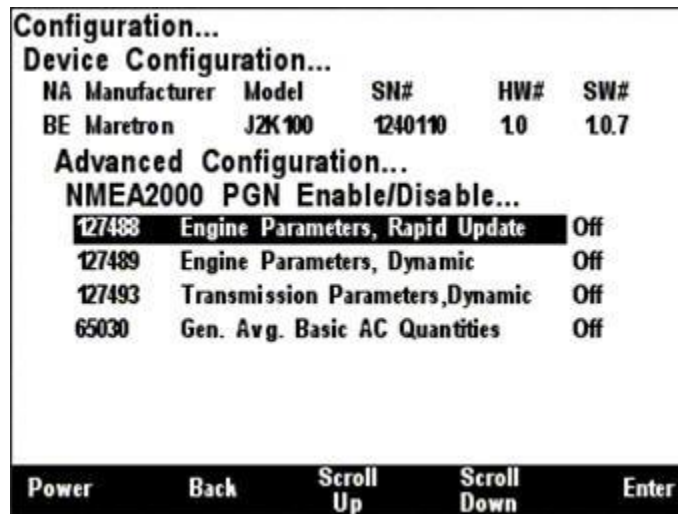 Configuration...
Device Configuration...
NA Manufacturer Model SN# HW# SW#
BE Maretron J2K100 1240110 1.0 1.0.7
Advanced Configuration...
NMEA2000 PGN Enable/Disable...
127488 Engine Parameters, Rapid Update Off
127489 Engine Parameters, Dynamic Off
127493 Transmission Parameters,Dynamic Off
65030 Gen. Avg. Basic AC Quantities Off
Power Back Scroll Up Scroll Down Enter